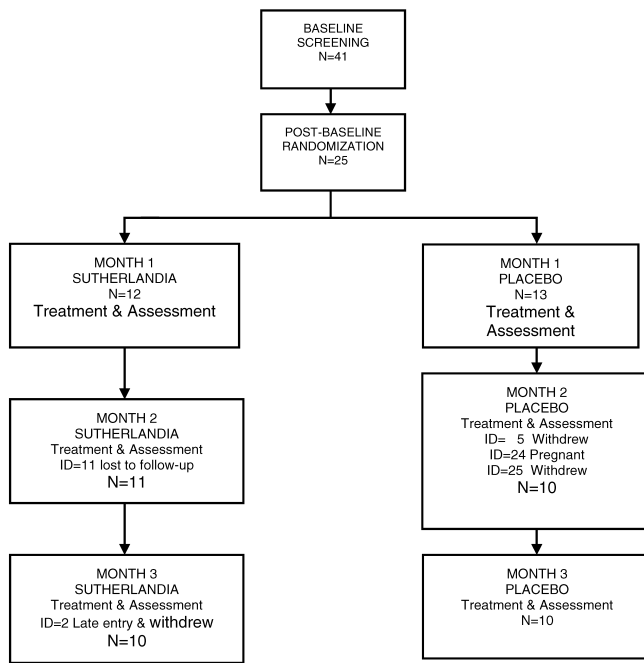 BASELINE
SCREENING
N=41
POST-BASELINE
RANDOMIZATION
N=25
MONTH 1
SUTHERLANDIA
N=12
Treatment & Assessment
MONTH 1
PLACEBO
N=13
Treatment &
Assessment
MONTH 2
SUTHERLANDIA
Treatment & Assessment
ID=11 lost to follow-up
N=11
MONTH 2
PLACEBO
Treatment & Assessment
ID= 5 Withdrew
ID=24 Pregnant
ID=25 Withdrew
N=10
MONTH 3
SUTHERLANDIA
Treatment & Assessment
ID=2 Late entry & withdrew
N=10
MONTH 3
PLACEBO
Treatment & Assessment
N=10